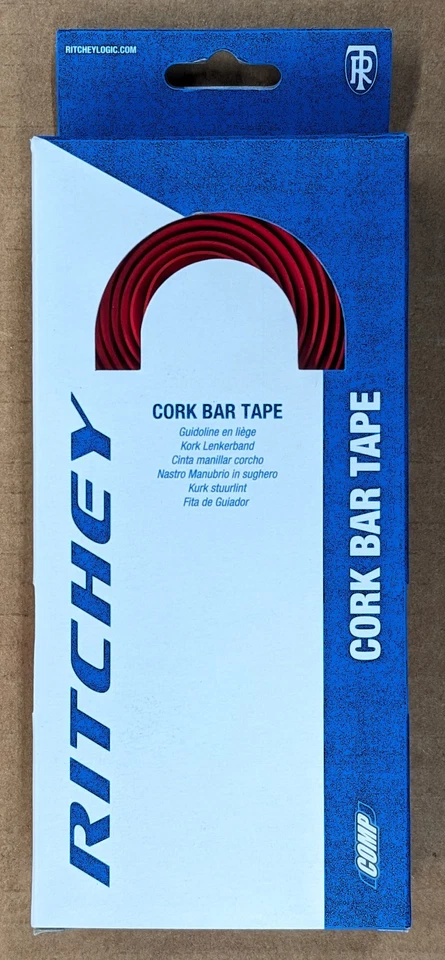 RITCHEYLOGIC.COM
CORK BAR TAPE
Guidoline en liège
Kork Lenkerband
Cinta manillar corcho
Nastro Manubrio in sughero
Kurk stuurlint
Fita de Guiador
RITCHEY
CORK BAR TAPE
COMP